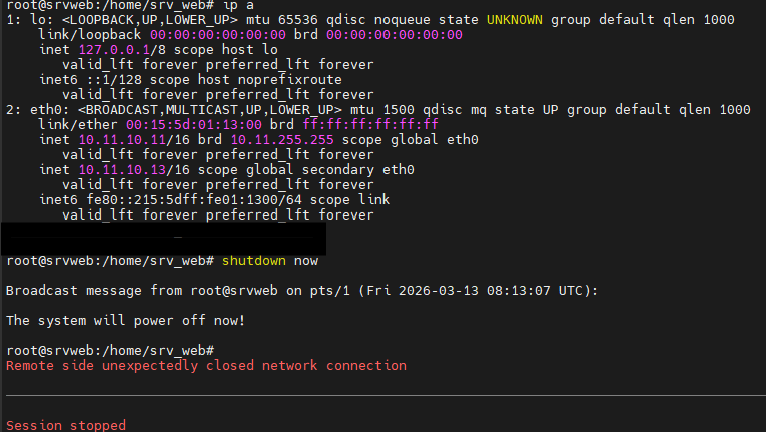 root@srvweb:/home/srv_web# ip a
1: lo: <LOOPBACK,UP,LOWER_UP> mtu 65536 qdisc noqueue state UNKNOWN group default qlen 1000
link/loopback 00:00:00:00:00:00 brd 00:00:00:00:00:00
inet 127.0.0.1/8 scope host lo
valid_lft forever preferred_lft forever
inet6 ::1/128 scope host noprefixroute
valid_lft forever preferred_lft forever
2: eth0: <BROADCAST,MULTICAST,UP,LOWER_UP> mtu 1500 qdisc mq state UP group default qlen 1000
link/ether 00:15:5d:01:13:00 brd ff:ff:ff:ff:ff:ff
inet 10.11.10.11/16 brd 10.11.255.255 scope global eth0
valid_lft forever preferred_lft forever
inet 10.11.10.13/16 scope global secondary eth0
valid_lft forever preferred_lft forever
inet6 fe80::215:5dff:fe01:1300/64 scope link
valid_lft forever preferred_lft forever
root@srvweb:/home/srv_web# shutdown now
Broadcast message from root@srvweb on pts/1 (Fri 2026-03-13 08:13:07 UTC):
The system will power off now!
root@srvweb:/home/srv_web#
Remote side unexpectedly closed network connection
Session stopped